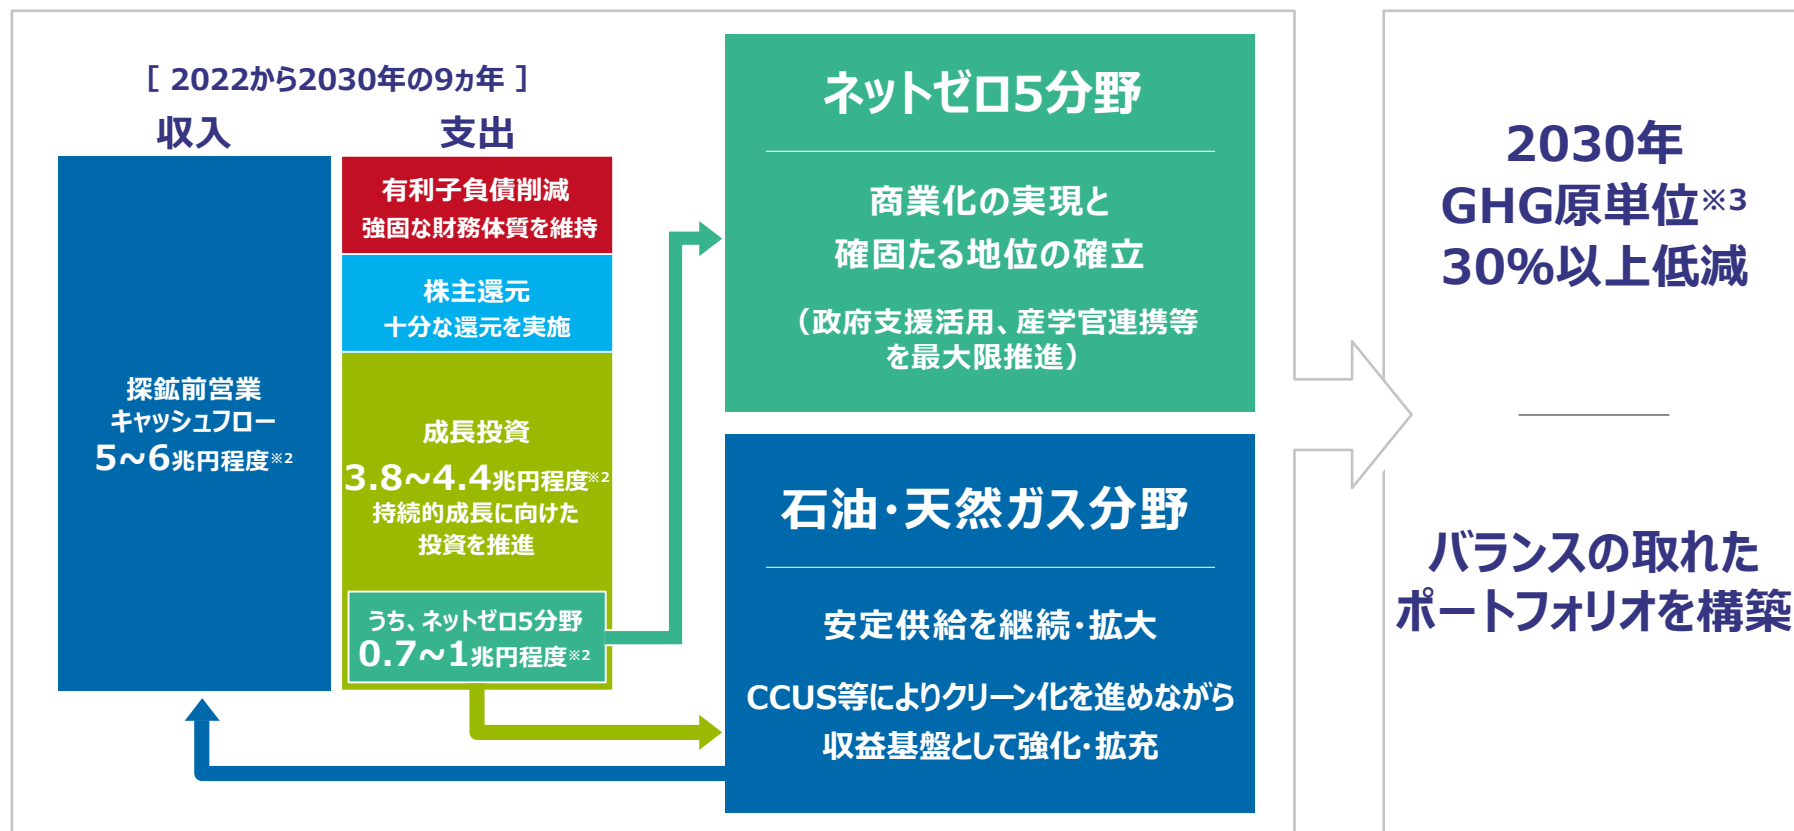 [ 2022から2030年の9ヵ年 ]
収入
支出
探鉱前営業
キャッシュフロー
5~6兆円程度※2
有利子負債削減
強固な財務体質を維持
株主還元
十分な還元を実施
成長投資
3.8~4.4兆円程度※2
持続的成長に向けた
投資を推進
うち、ネットゼロ5分野
0.7~1兆円程度※2
ネットゼロ5分野
商業化の実現と
確固たる地位の確立
（政府支援活用、産学官連携等
を最大限推進）
石油・天然ガス分野
安定供給を継続・拡大
CCUS等によりクリーン化を進めながら
収益基盤として強化・拡充
2030年
GHG原単位※3
30%以上低減
バランスの取れた
ポートフォリオを構築